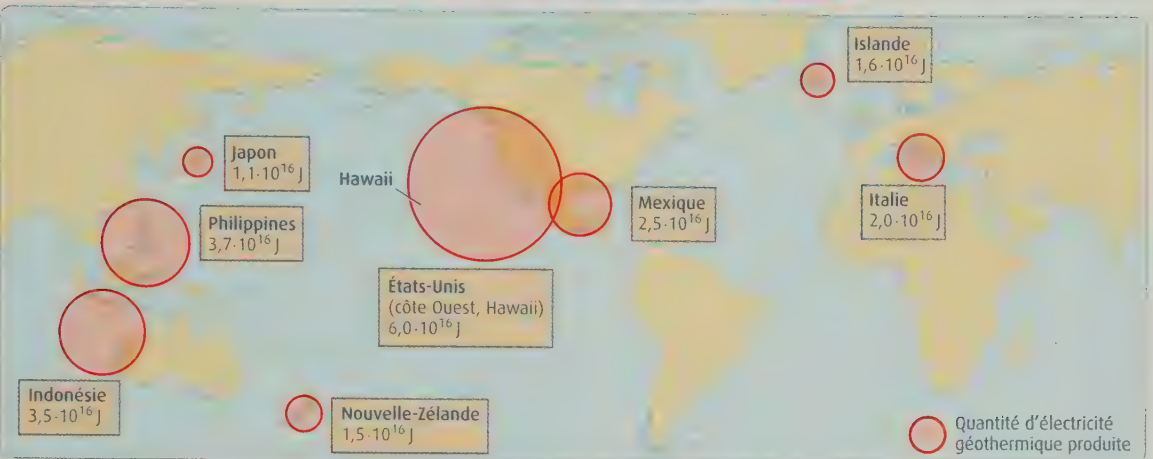 Islande
1,6·10¹⁶ J
Japon
1,1·10¹⁶ J
Hawaii
Philippines
3,7·10¹⁶ J
Mexique
2,5·10¹⁶ J
Italie
2,0·10¹⁶ J
États-Unis
(côte Ouest, Hawaii)
6,0·10¹⁶ J
Indonésie
3,5·10¹⁶ J
Nouvelle-Zélande
1,5·10¹⁶ J
Quantité d'électricité
géothermique produite